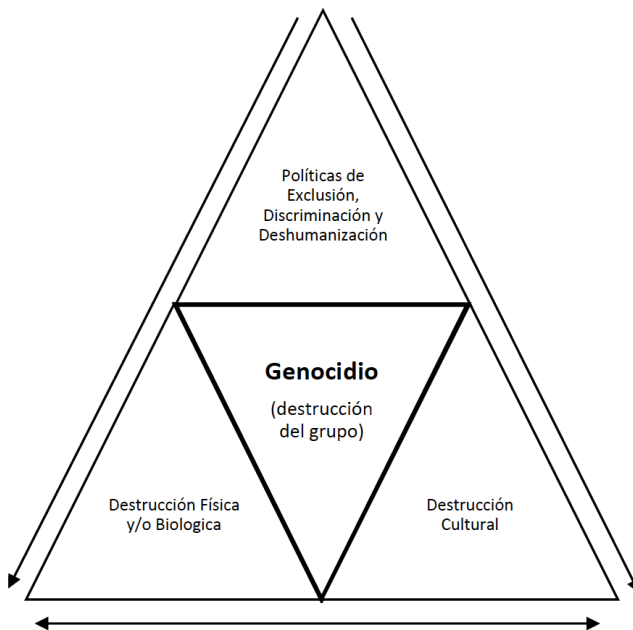 Políticas de
Exclusión,
Discriminación y
Deshumanización
Genocidio
(destrucción
del grupo)
Destrucción Física
y/o Biologica
Destrucción
Cultural